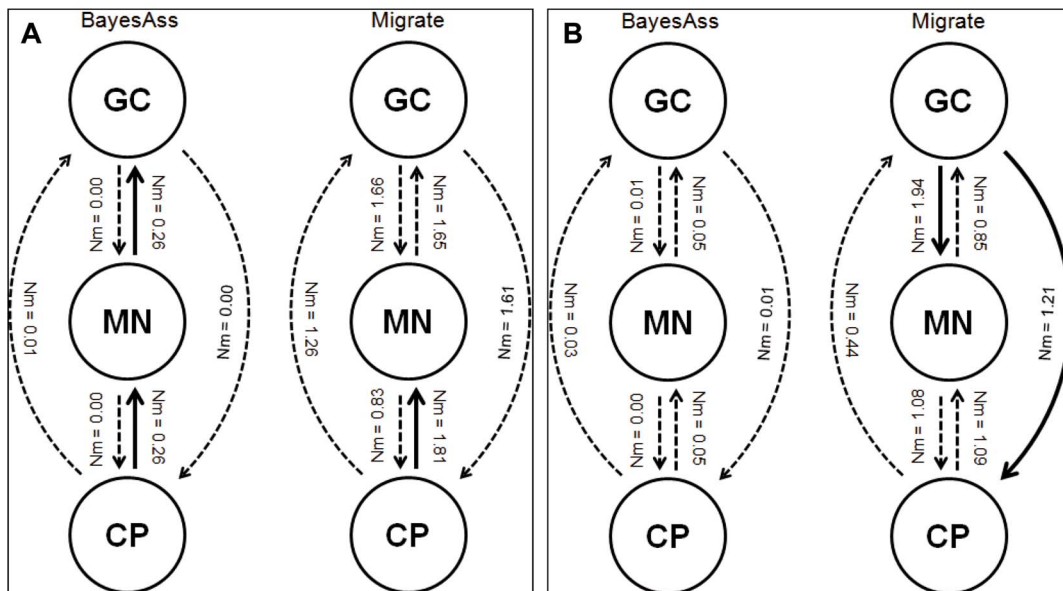 A
BayesAss
Migrate
GC
GC
Nm = 0.00
Nm = 0.26
Nm = 1.66
Nm = 1.65
Nm = 0.01
MN
Nm = 0.00
Nm = 1.26
MN
Nm = 1.61
Nm = 0.00
Nm = 0.26
Nm = 0.83
Nm = 1.81
CP
CP
B
BayesAss
Migrate
GC
GC
Nm = 0.01
Nm = 0.05
Nm = 1.94
Nm = 0.85
Nm = 0.03
MN
Nm = 0.01
Nm = 0.44
MN
Nm = 1.21
Nm = 0.00
Nm = 0.05
Nm = 1.08
Nm = 1.09
CP
CP